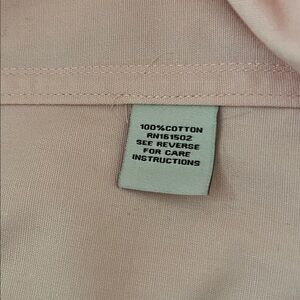 100%COTTON
RN161502
SEE REVERSE
FOR CARE
INSTRUCTIONS